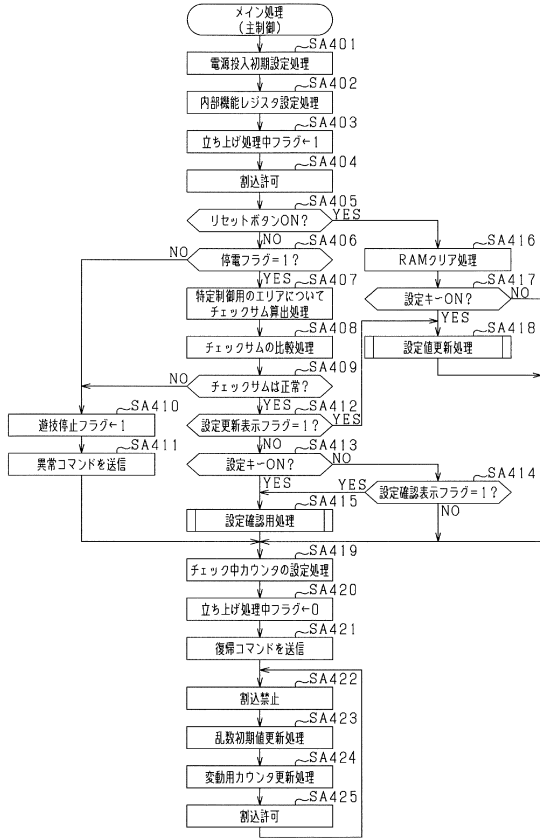 メイン処理
(主制御)
SA401
電源投入初期設定処理
SA402
内部機能レジスタ設定処理
SA403
立ち上げ処理中フラグ←1
SA404
割込許可
SA405
リセットボタンON?
YES
NO
SA406
停電フラグ=1?
NO
YES
SA407
特定制御用のエリアについて
チェックサム算出処理
SA408
チェックサムの比較処理
SA409
チェックサムは正常?
NO
YES
SA410
遊技停止フラグ←1
SA411
異常コマンドを送信
SA412
設定更新表示フラグ=1?
YES
NO
SA413
設定キーON?
NO
YES
SA414
設定確認表示フラグ=1?
YES
NO
SA415
設定確認用処理
SA416
RAMクリア処理
SA417
設定キーON?
NO
YES
SA418
設定値更新処理
SA419
チェック中カウンタの設定処理
SA420
立ち上げ処理中フラグ←0
SA421
復帰コマンドを送信
SA422
割込禁止
SA423
乱数初期値更新処理
SA424
変動用カウンタ更新処理
SA425
割込許可